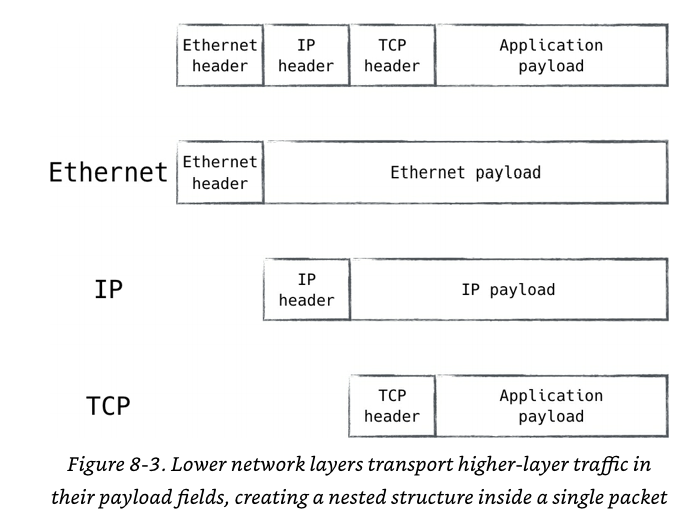 Ethernet header IP header TCP header Application payload
Ethernet Ethernet header Ethernet payload
IP IP header IP payload
TCP TCP header Application payload
Figure 8-3. Lower network layers transport higher-layer traffic in
their payload fields, creating a nested structure inside a single packet